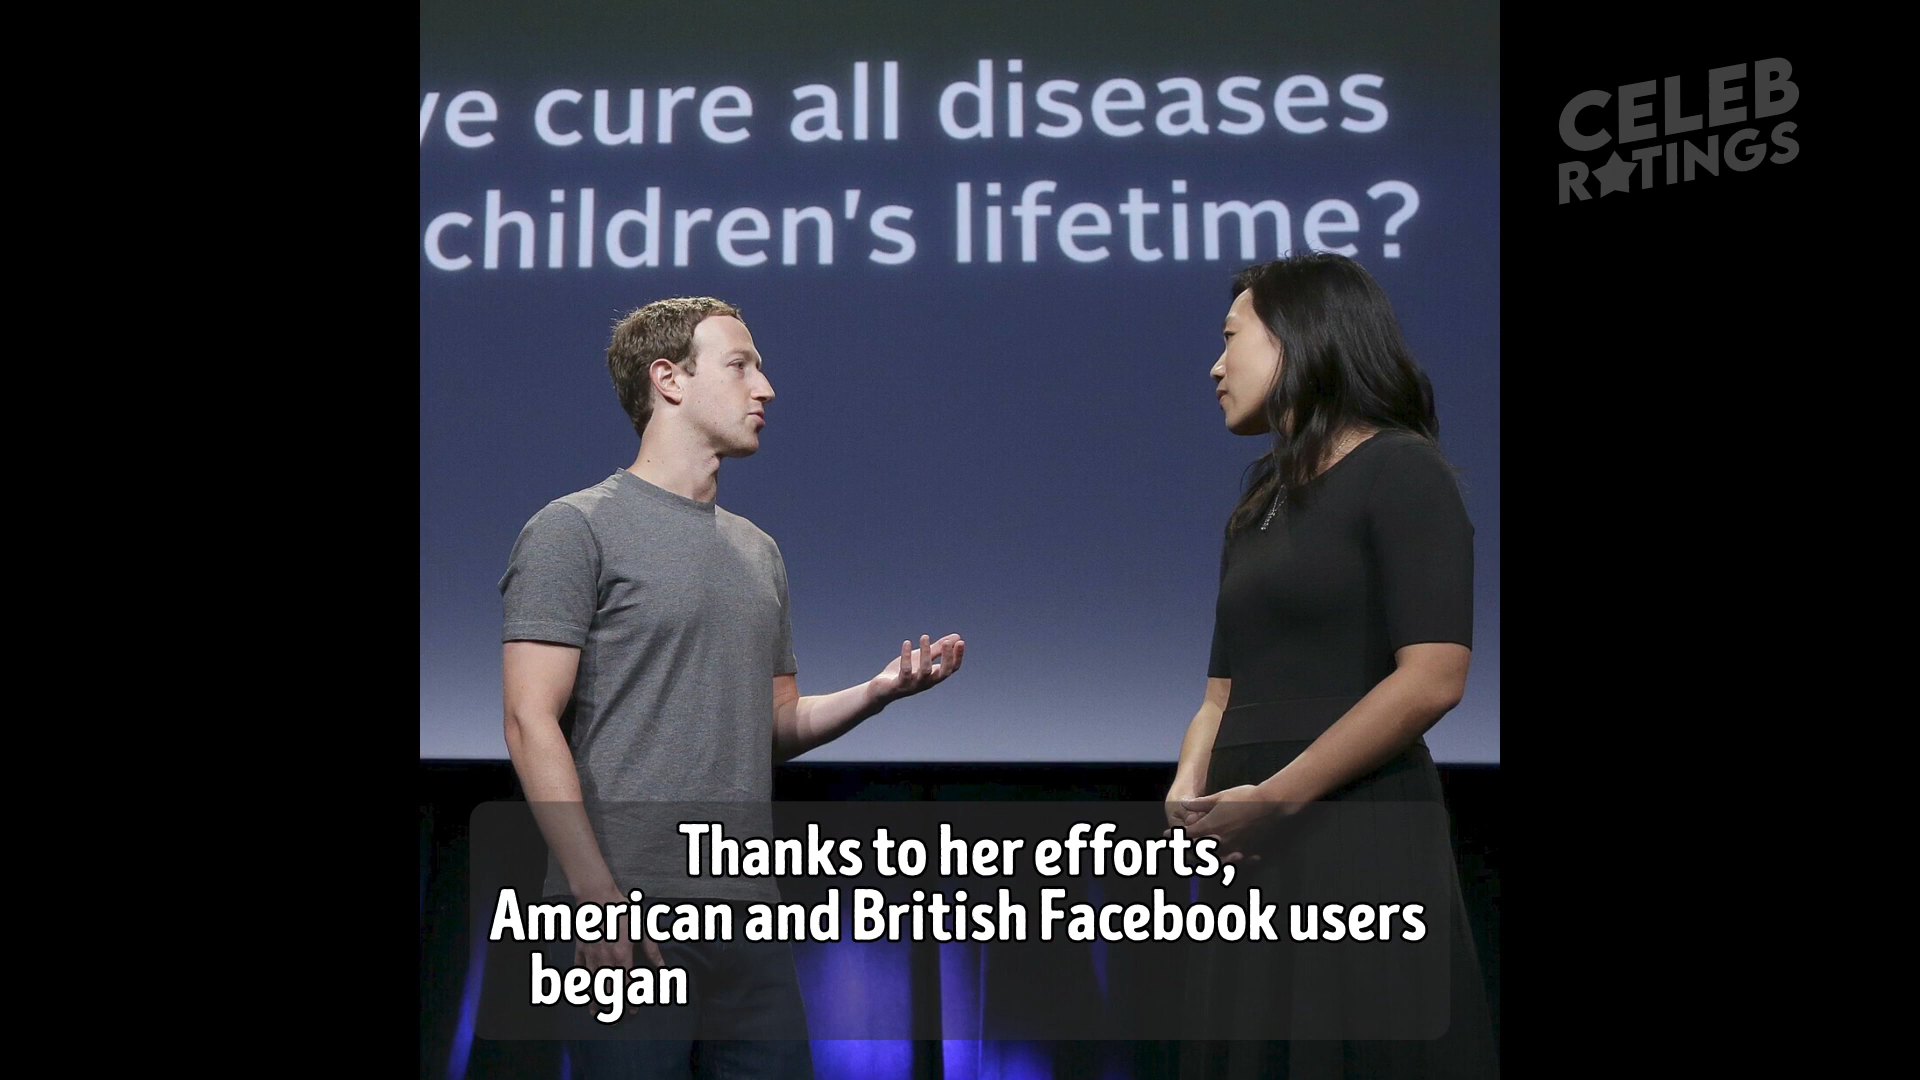 ve cure all diseases
children's lifetime?
CELEB
RATINGS
Thanks to her efforts,
American and British Facebook users
began